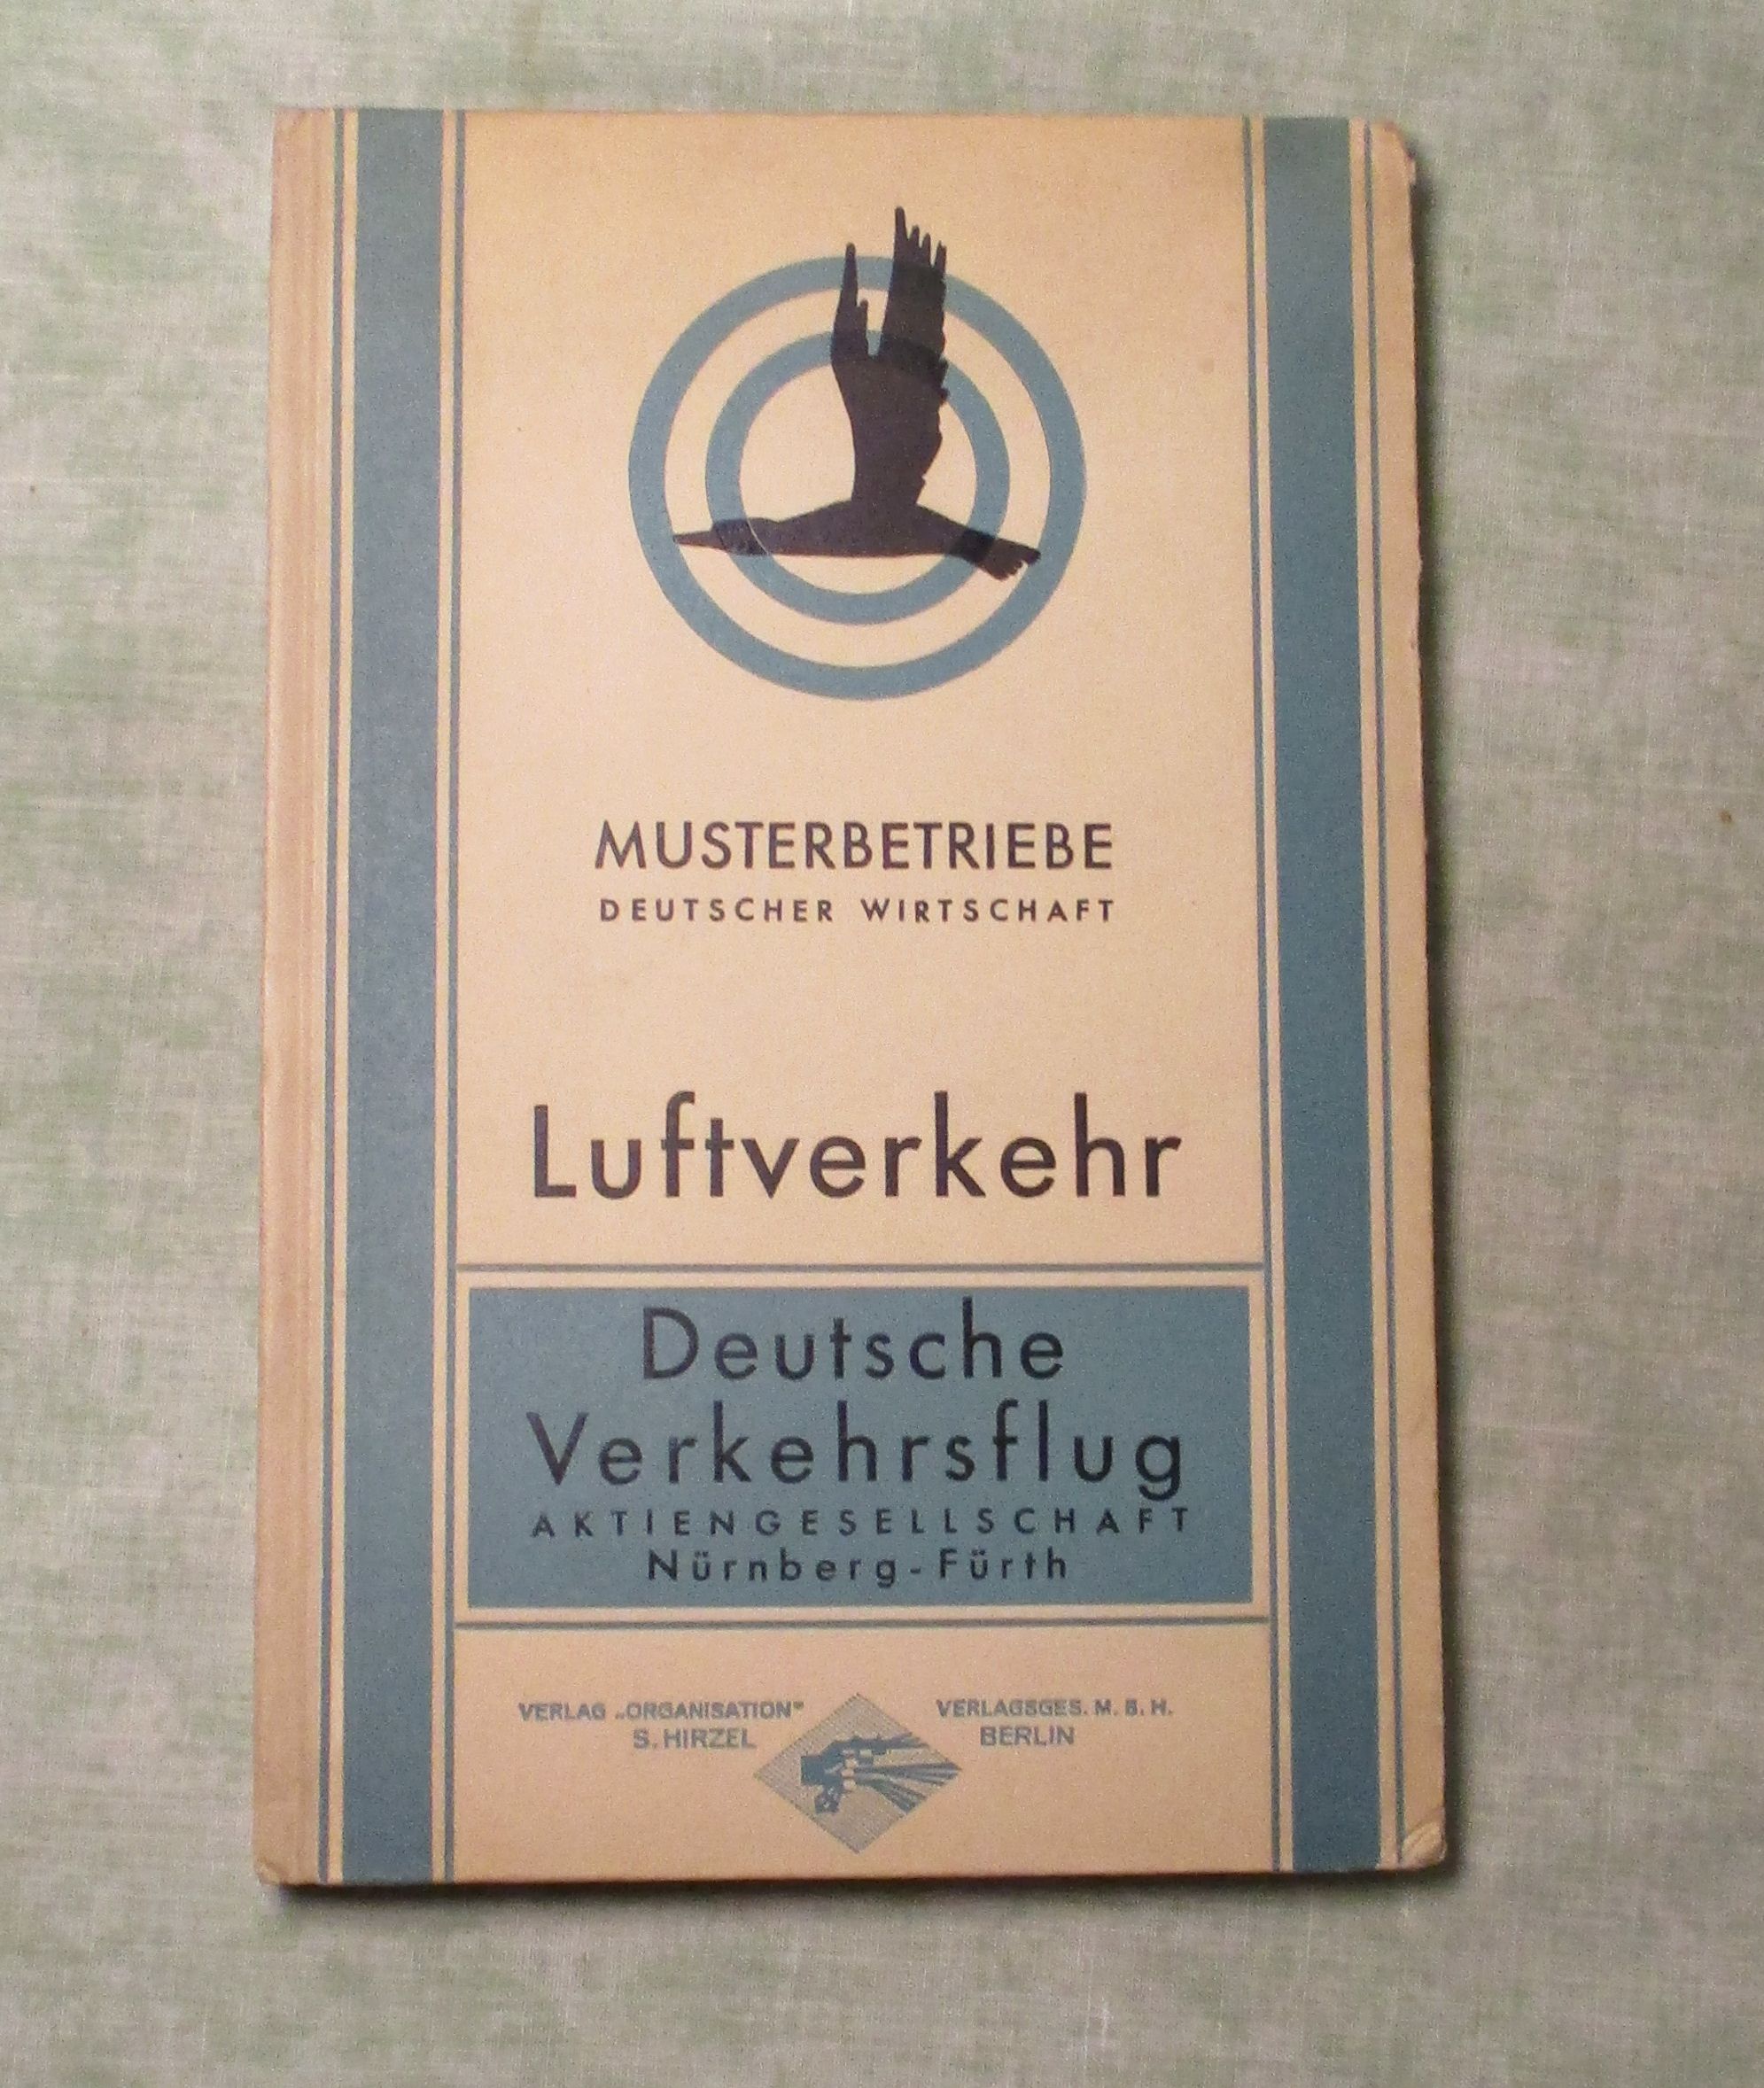 MUSTERBETRIEBE
DEUTSCHER WIRTSCHAFT
Luftverkehr
Deutsche
Verkehrsflug
AKTIENGESELLSCHAFT
Nürnberg-Fürth
VERLAG „ORGANISATION"
S. HIRZEL
VERLAGSGES. M. B. H.
BERLIN